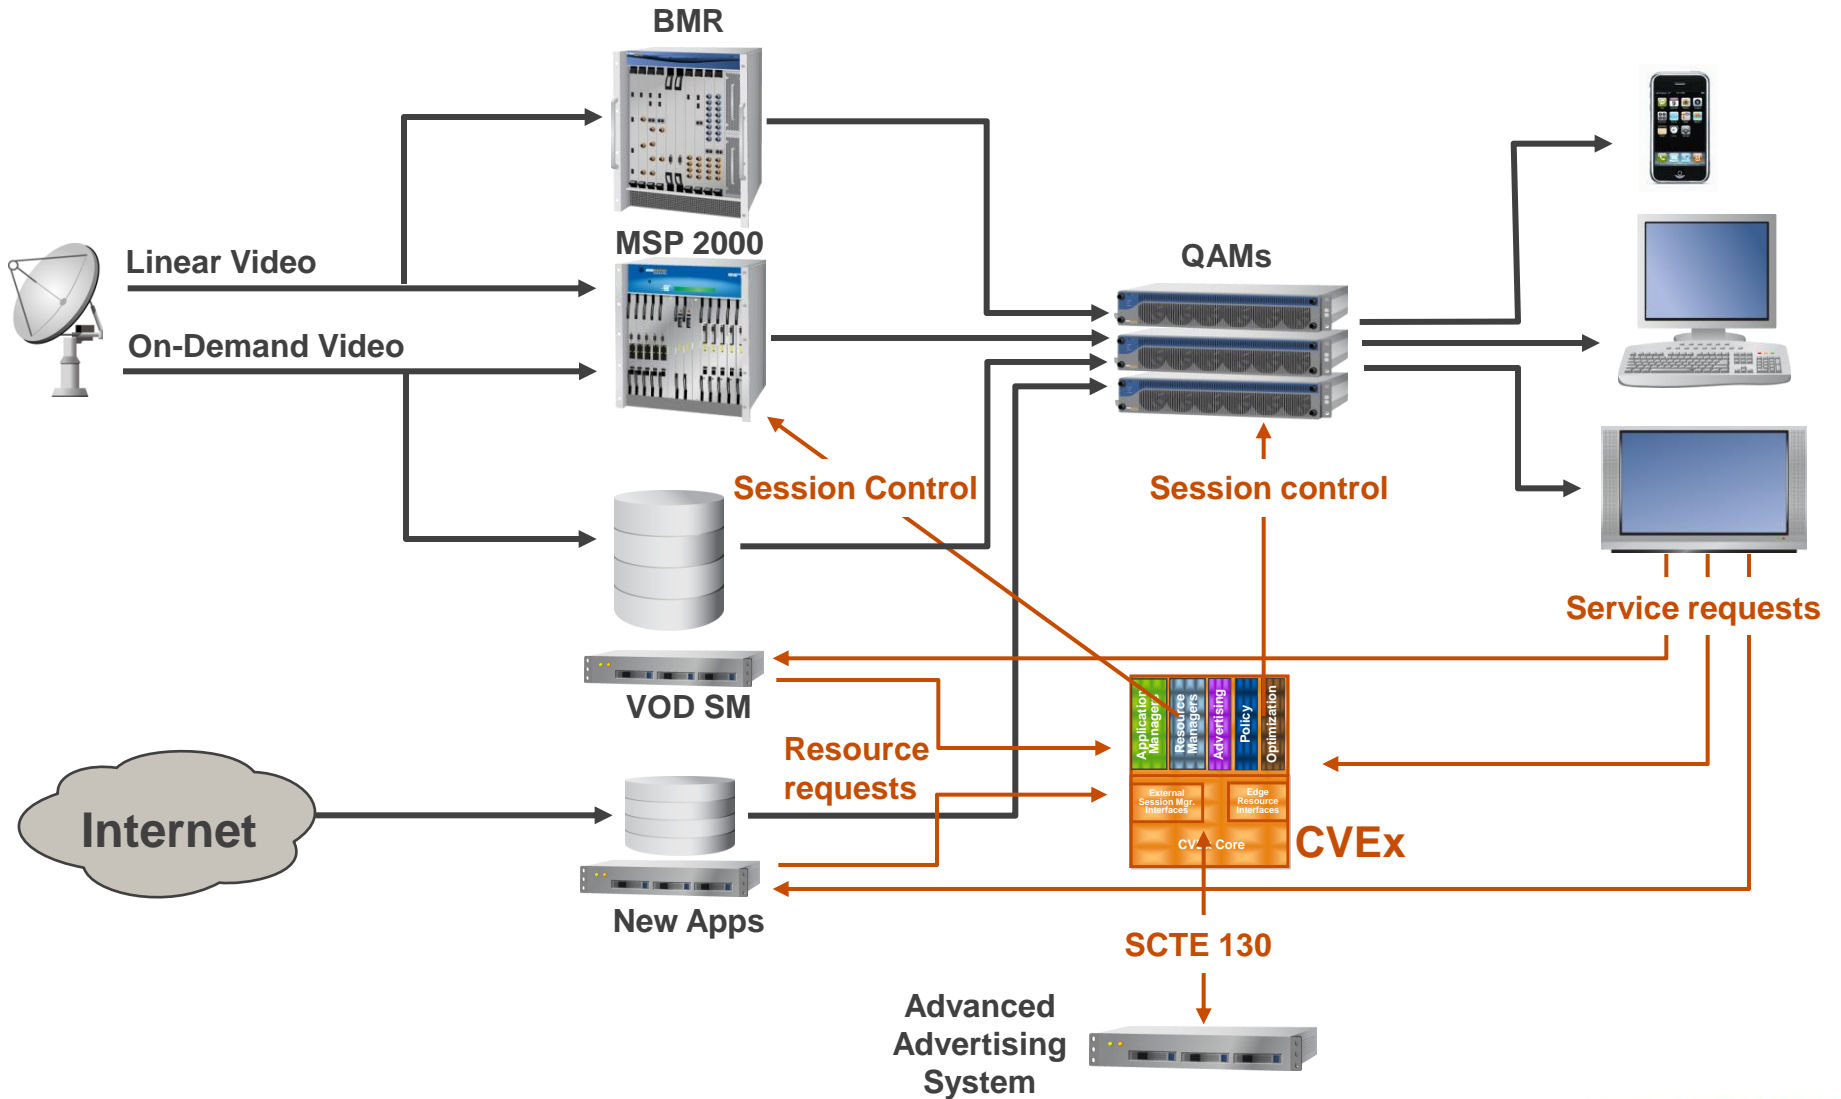 BMR
MSP 2000
Linear Video
On-Demand Video
QAMs
Session Control
Session control
Service requests
VOD SM
Resource
requests
Application
Managers
Resource
Managers
Advertising
Policy
Optimization
External
Session Mgr.
Interfaces
Edge
Resource
Interfaces
CVEx Core
CVEx
Internet
New Apps
SCTE 130
Advanced
Advertising
System